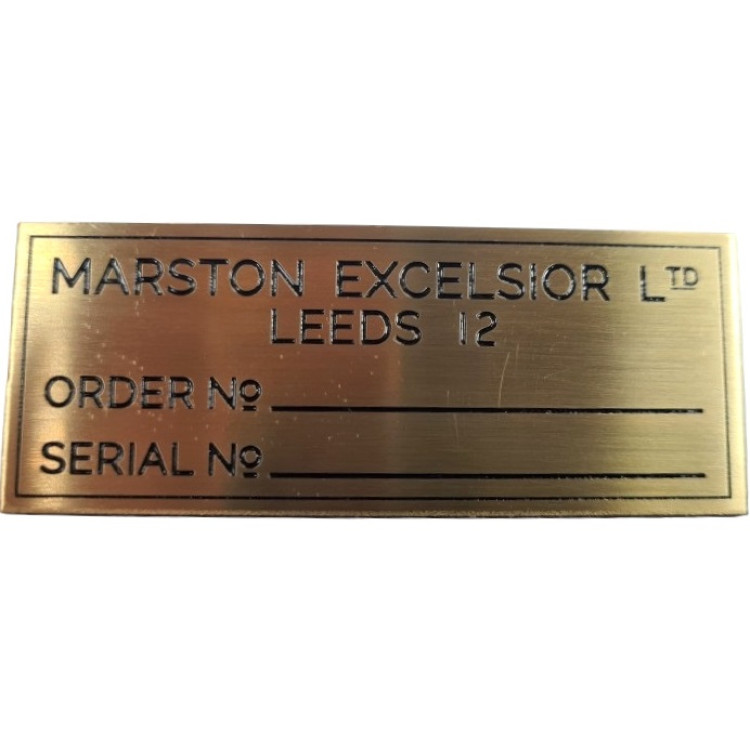 MARSTON EXCELSIOR LTD
LEEDS 12
ORDER Nº
SERIAL Nº